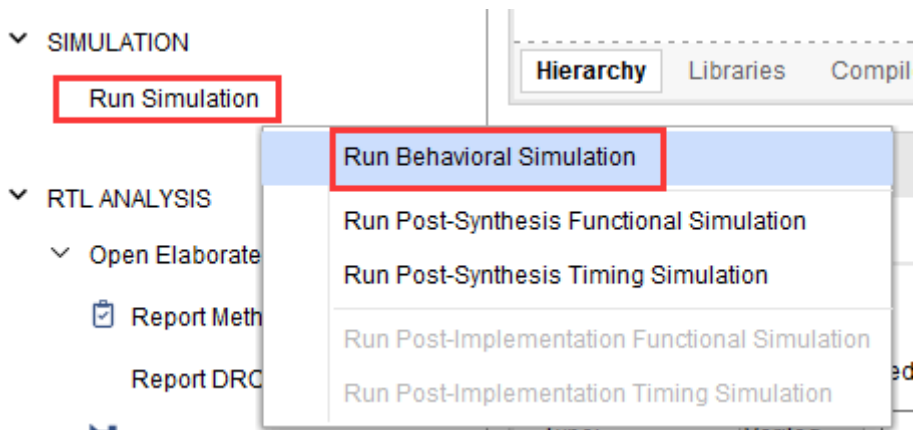 SIMULATION
Run Simulation
RTL ANALYSIS
Open Elaborate
Report Meth
Report DRC
Hierarchy Libraries Compil
Run Behavioral Simulation
Run Post-Synthesis Functional Simulation
Run Post-Synthesis Timing Simulation
Run Post-Implementation Functional Simulation
Run Post-Implementation Timing Simulation
ed